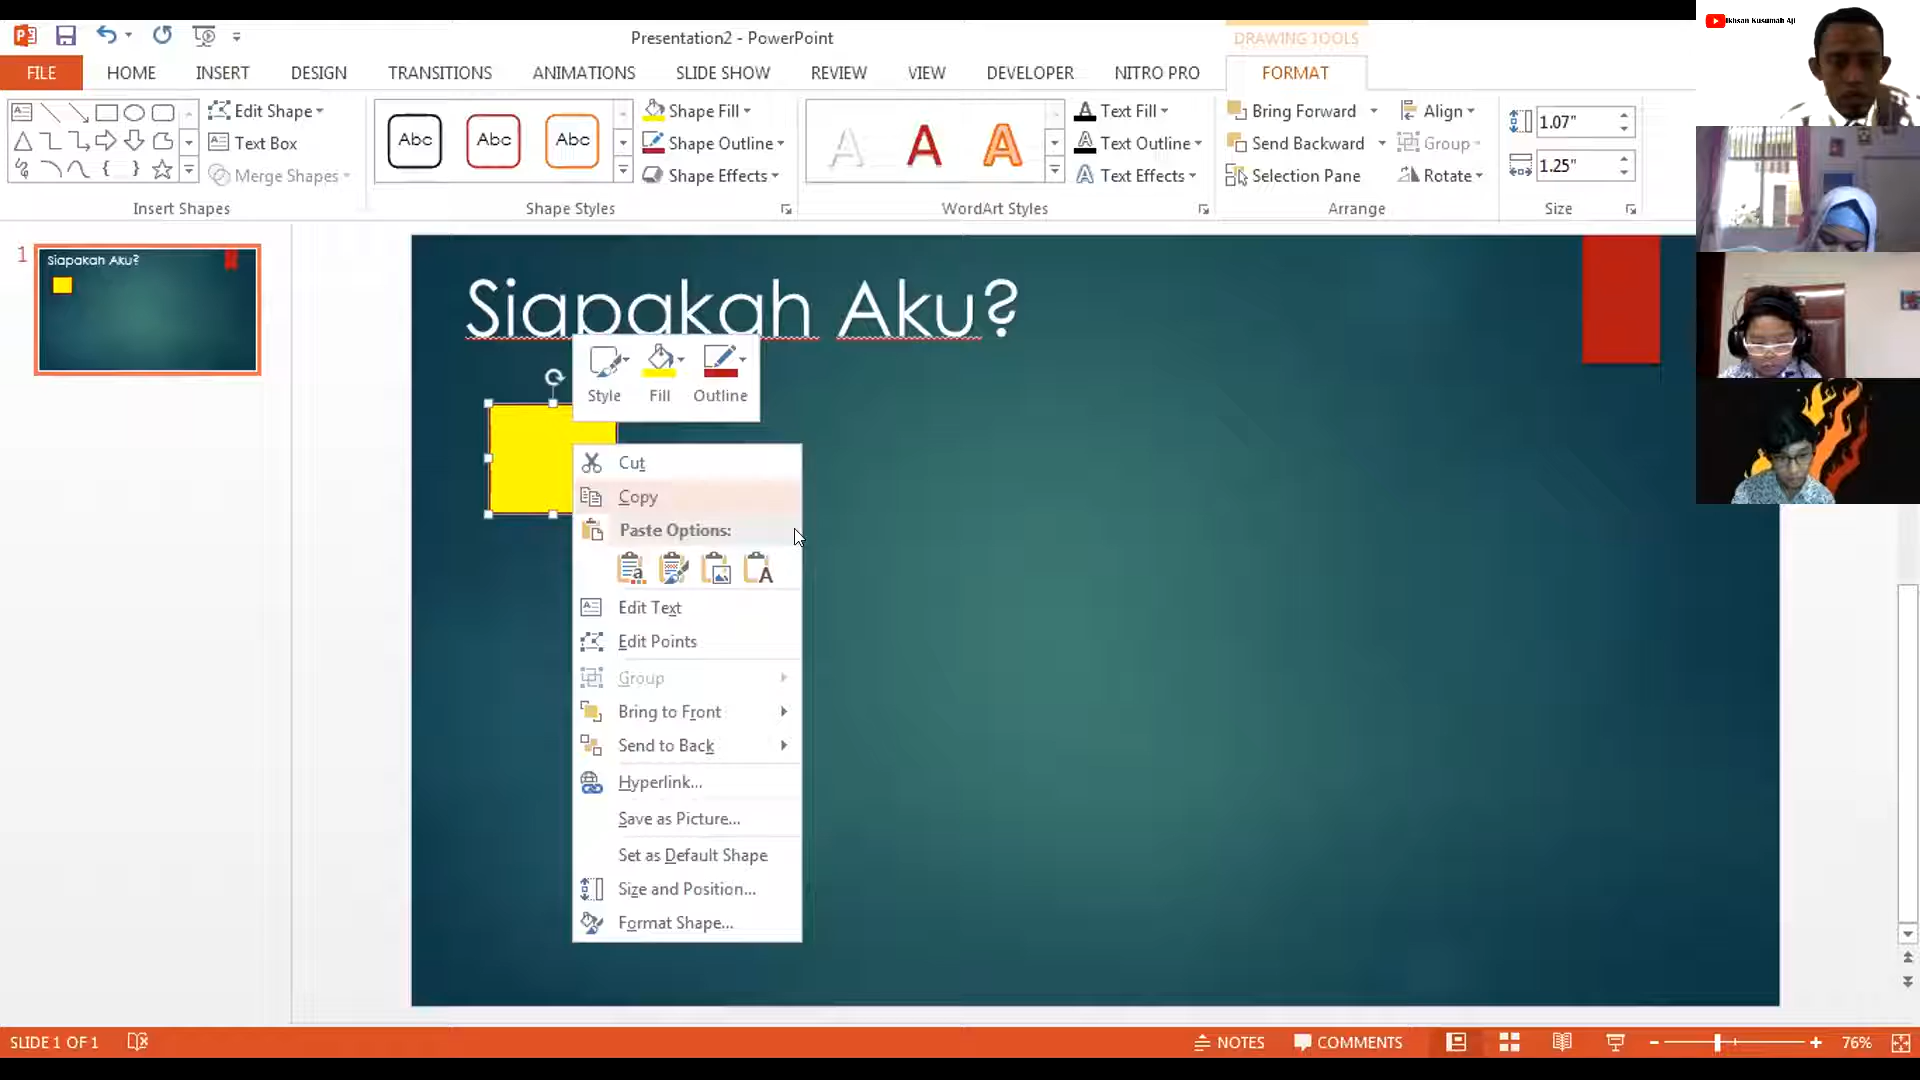 Ikhsan Kusumah Aji
Presentation2 - PowerPoint
DRAWING TOOLS
FILE
HOME
INSERT
DESIGN
TRANSITIONS
ANIMATIONS
SLIDE SHOW
REVIEW
VIEW
DEVELOPER
NITRO PRO
FORMAT
Edit Shape
Text Box
Merge Shapes
Insert Shapes
Abc
Abc
Abc
Shape Fill
Shape Outline
Shape Effects
Shape Styles
A
A
A
Text Fill
Text Outline
Text Effects
WordArt Styles
Bring Forward
Send Backward
Selection Pane
Align
Group
Rotate
Arrange
1.07"
1.25"
Size
1
Siapakah Aku?
Siapakah Aku?
Style
Fill
Outline
Cut
Copy
Paste Options:
Edit Text
Edit Points
Group
Bring to Front
Send to Back
Hyperlink...
Save as Picture...
Set as Default Shape
Size and Position...
Format Shape...
SLIDE 1 OF 1
NOTES
COMMENTS
76%